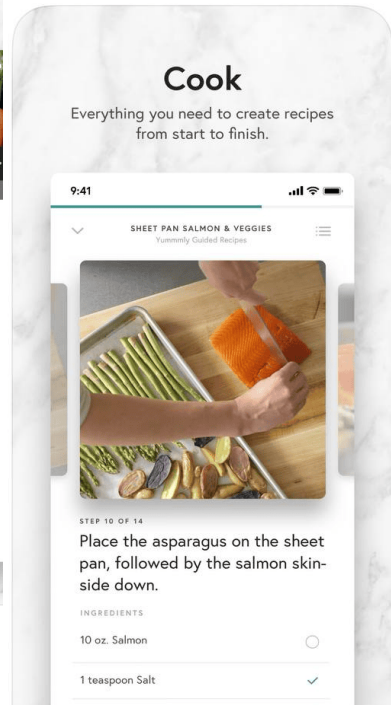 Cook
Everything you need to create recipes
from start to finish.
9:41
SHEET PAN SALMON & VEGGIES
Yummmly Guided Recipes
STEP 10 OF 14
Place the asparagus on the sheet
pan, followed by the salmon skin-
side down.
INGREDIENTS
10 oz. Salmon
1 teaspoon Salt